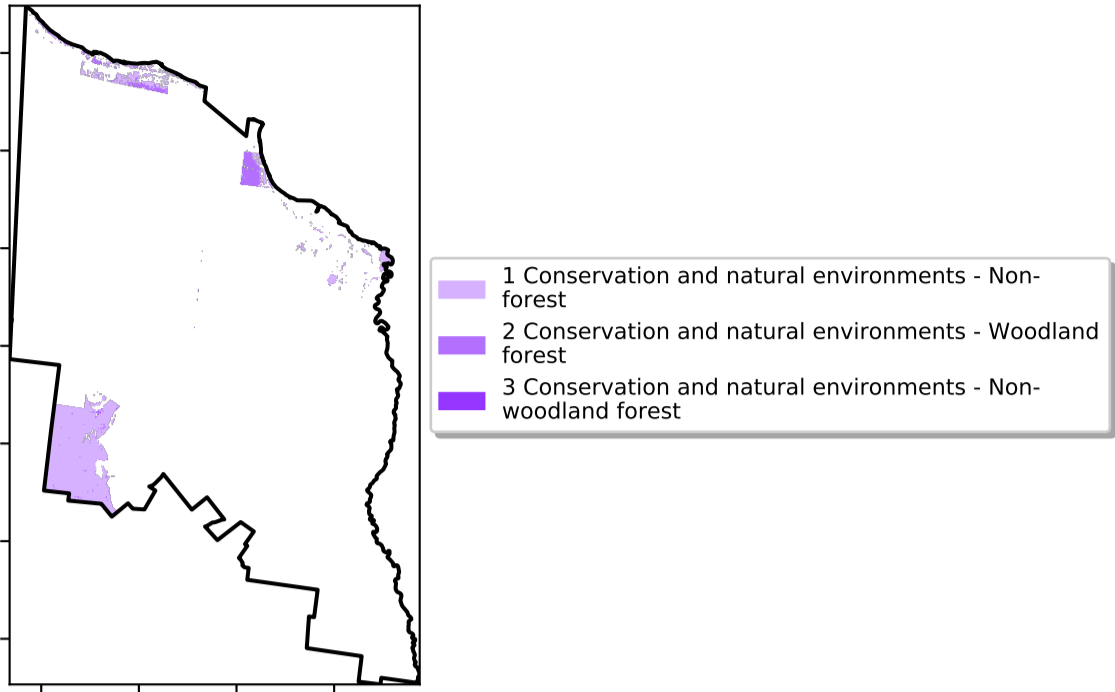 1 Conservation and natural environments - Non-
forest
2 Conservation and natural environments - Woodland
forest
3 Conservation and natural environments - Non-
woodland forest